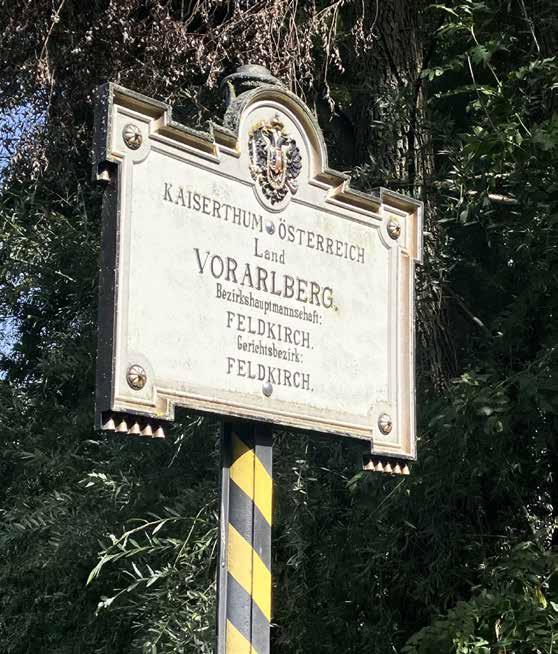 KAISERTHUM ÖSTERREICH
Land
VORARLBERG.
Bezirkshauptmannschaft:
FELDKIRCH.
Gerichtsbezirk:
FELDKIRCH.